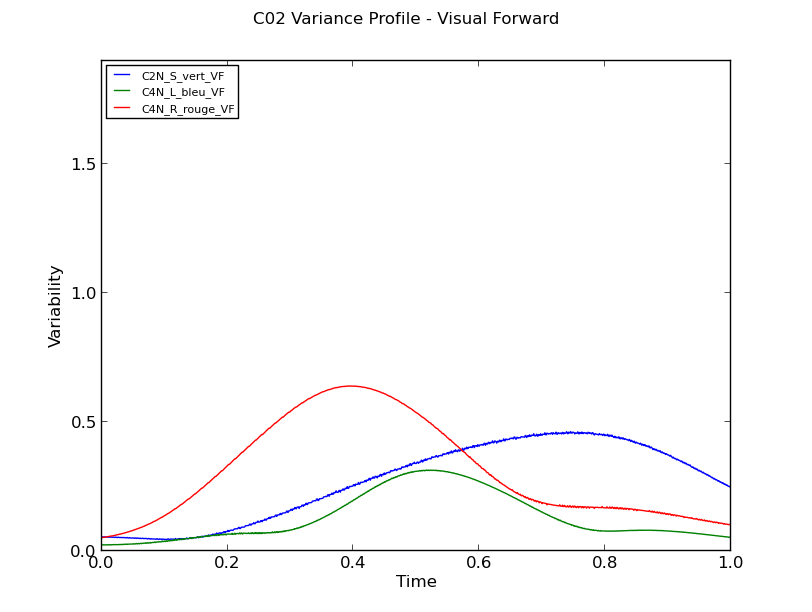 C02 Variance Profile - Visual Forward
C2N_S_vert_VF
C4N_L_bleu_VF
C4N_R_rouge_VF
1.5
1.0
0.5
0.0
Variability
0.0 0.2 0.4 0.6 0.8 1.0
Time